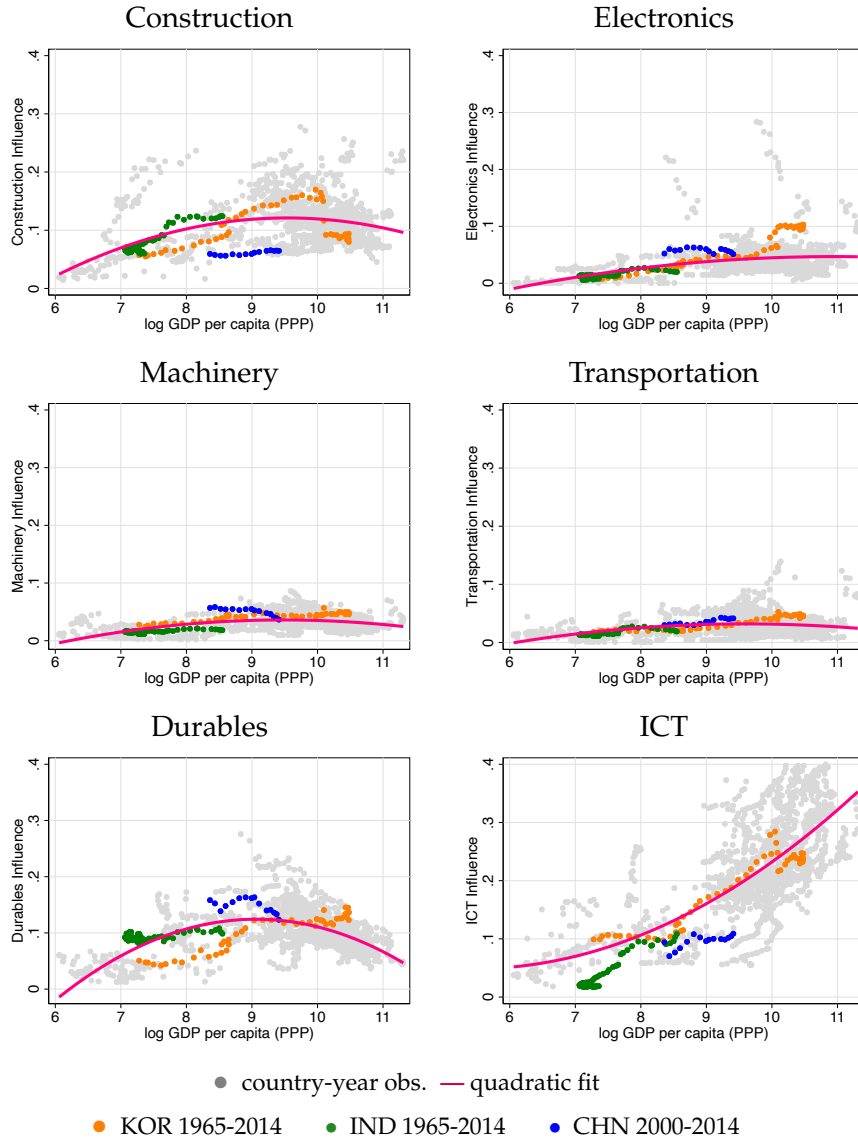 Construction
Electronics
.4
.3
.2
.1
0
Construction Influence
6 7 8 9 10 11
log GDP per capita (PPP)
.4
.3
.2
.1
0
Electronics Influence
6 7 8 9 10 11
log GDP per capita (PPP)
Machinery
Transportation
.4
.3
.2
.1
0
Machinery Influence
6 7 8 9 10 11
log GDP per capita (PPP)
.4
.3
.2
.1
0
Transportation Influence
6 7 8 9 10 11
log GDP per capita (PPP)
Durables
ICT
.4
.3
.2
.1
0
Durables Influence
6 7 8 9 10 11
log GDP per capita (PPP)
.4
.3
.2
.1
0
ICT Influence
6 7 8 9 10 11
log GDP per capita (PPP)
country-year obs. quadratic fit
KOR 1965-2014 IND 1965-2014 CHN 2000-2014